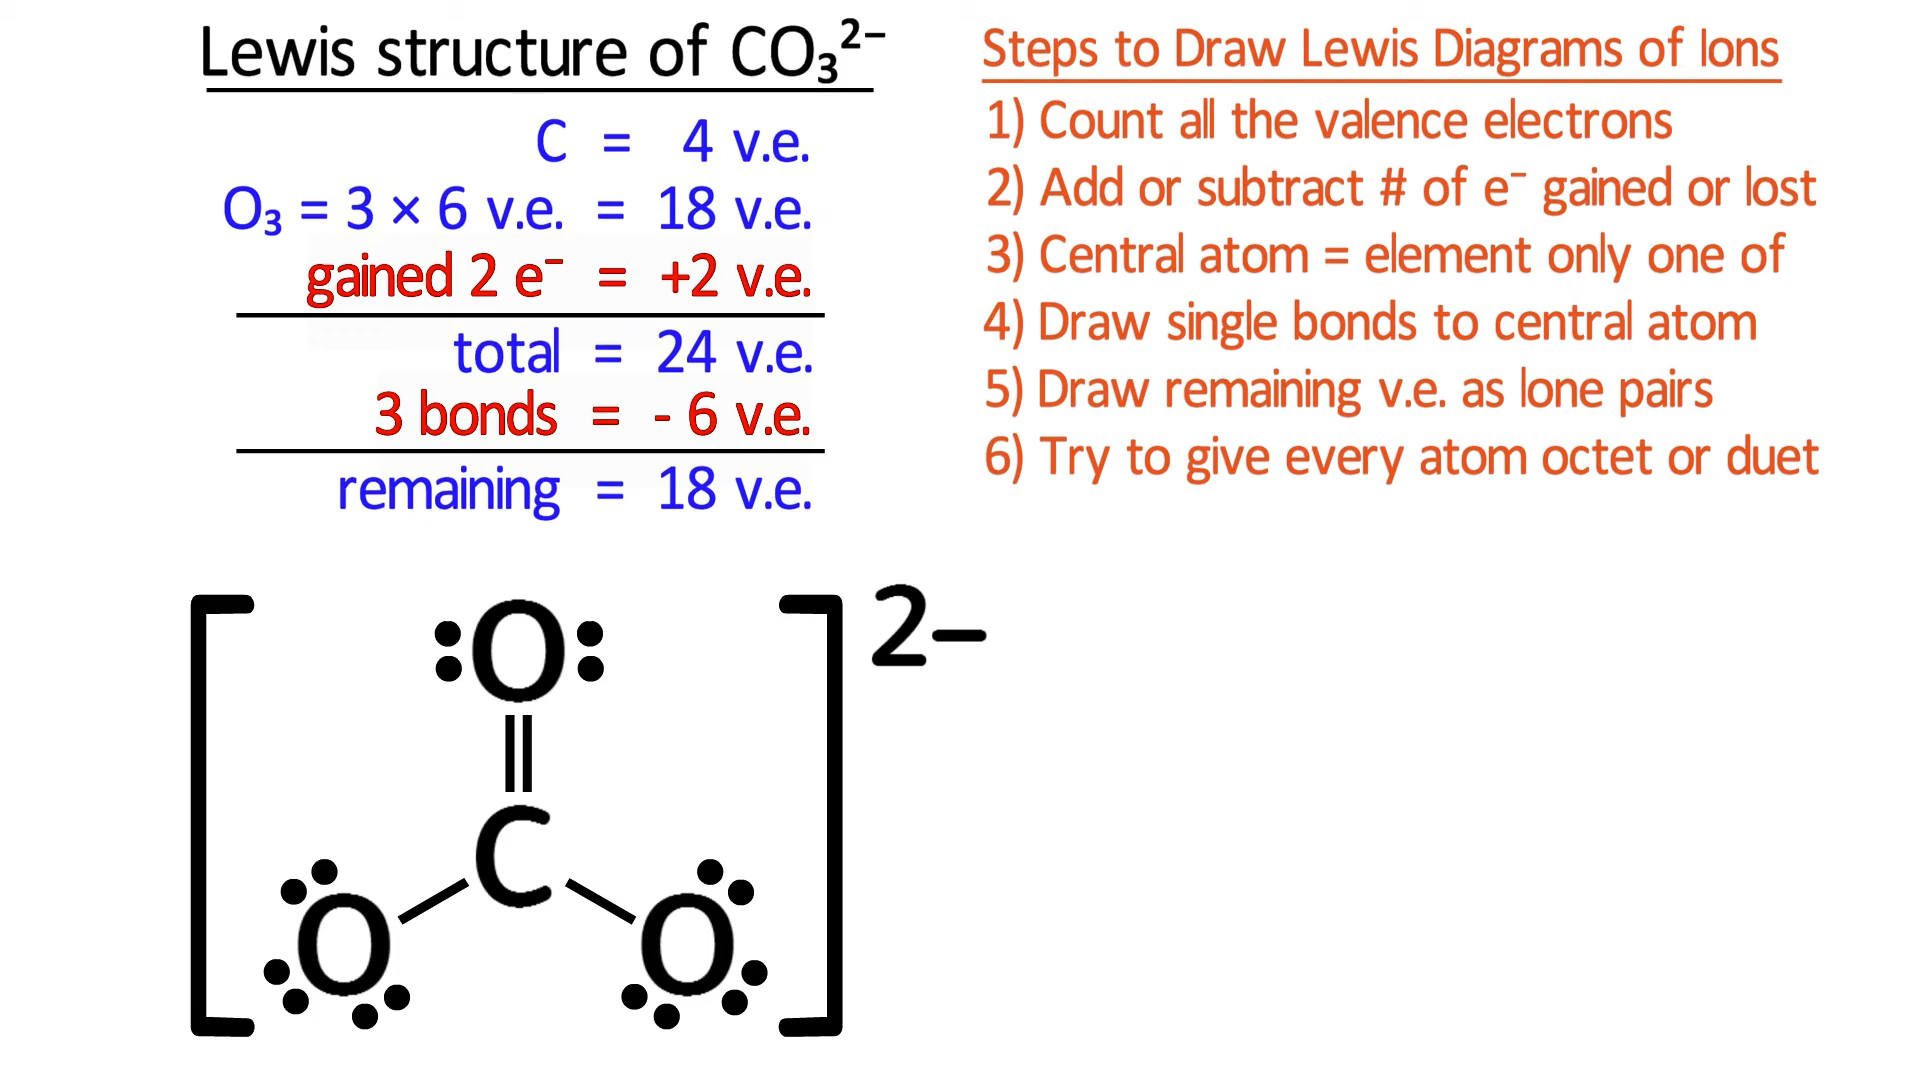 Lewis structure of CO₃²⁻
C = 4 v.e.
O₃ = 3 × 6 v.e. = 18 v.e.
gained 2 e⁻ = +2 v.e.
total = 24 v.e.
3 bonds = - 6 v.e.
remaining = 18 v.e.
Steps to Draw Lewis Diagrams of Ions
1) Count all the valence electrons
2) Add or subtract # of e⁻ gained or lost
3) Central atom = element only one of
4) Draw single bonds to central atom
5) Draw remaining v.e. as lone pairs
6) Try to give every atom octet or duet
O
2–
C
O O